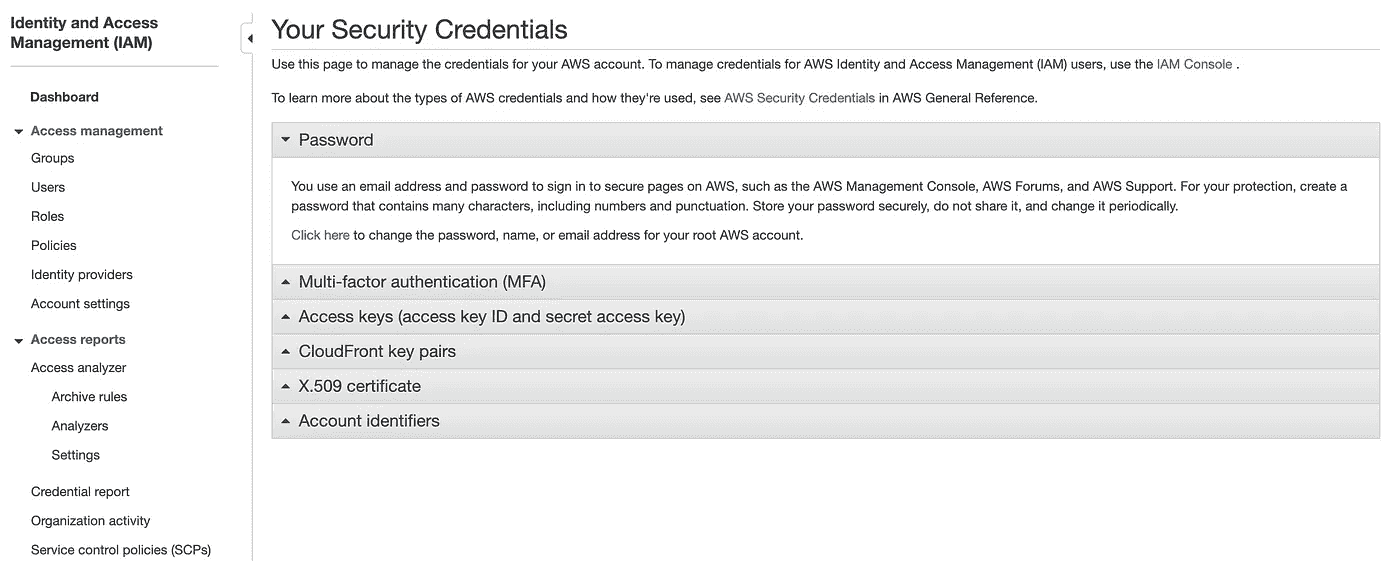 Identity and Access
Management (IAM)
Dashboard
Access management
Groups
Users
Roles
Policies
Identity providers
Account settings
Access reports
Access analyzer
Archive rules
Analyzers
Settings
Credential report
Organization activity
Service control policies (SCPs)
Your Security Credentials
Use this page to manage the credentials for your AWS account. To manage credentials for AWS Identity and Access Management (IAM) users, use the IAM Console .
To learn more about the types of AWS credentials and how they're used, see AWS Security Credentials in AWS General Reference.
Password
You use an email address and password to sign in to secure pages on AWS, such as the AWS Management Console, AWS Forums, and AWS Support. For your protection, create a
password that contains many characters, including numbers and punctuation. Store your password securely, do not share it, and change it periodically.
Click here to change the password, name, or email address for your root AWS account.
Multi-factor authentication (MFA)
Access keys (access key ID and secret access key)
CloudFront key pairs
X.509 certificate
Account identifiers